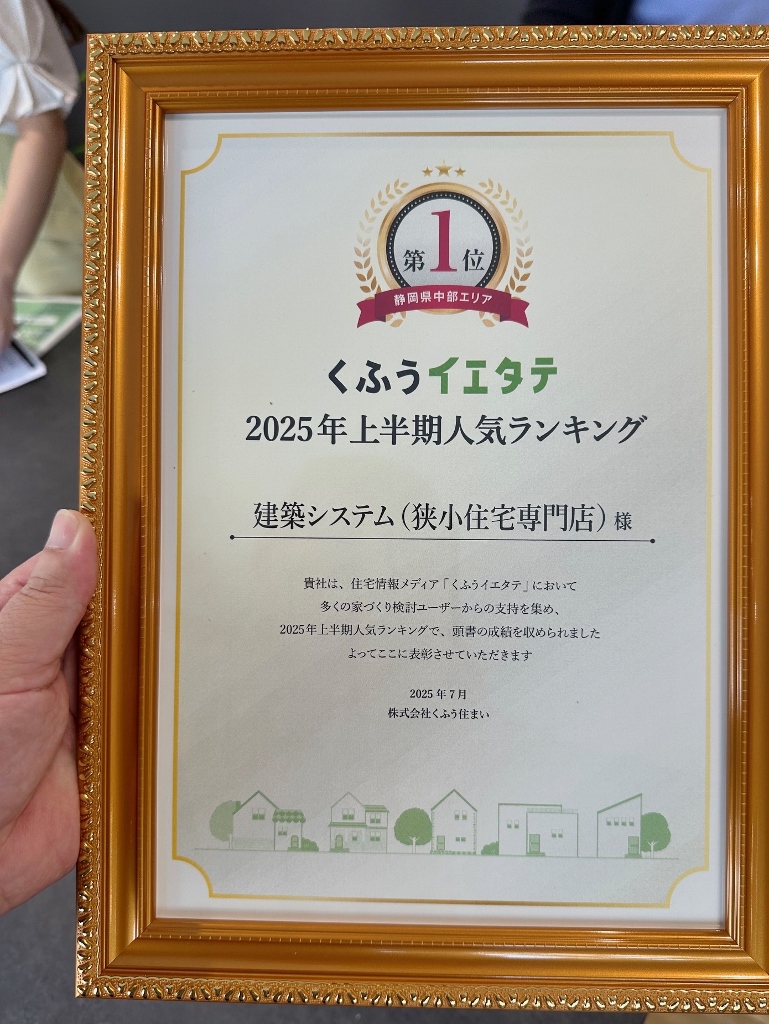 第1位
静岡県中部エリア
くふうイエタテ
2025年上半期人気ランキング
建築システム（狭小住宅専門店）様
貴社は、住宅情報メディア「くふうイエタテ」において
多くの家づくり検討ユーザーからの支持を集め、
2025年上半期人気ランキングで、頭書の成績を収められました
よってここに表彰させていただきます
2025年7月
株式会社くふう住まい